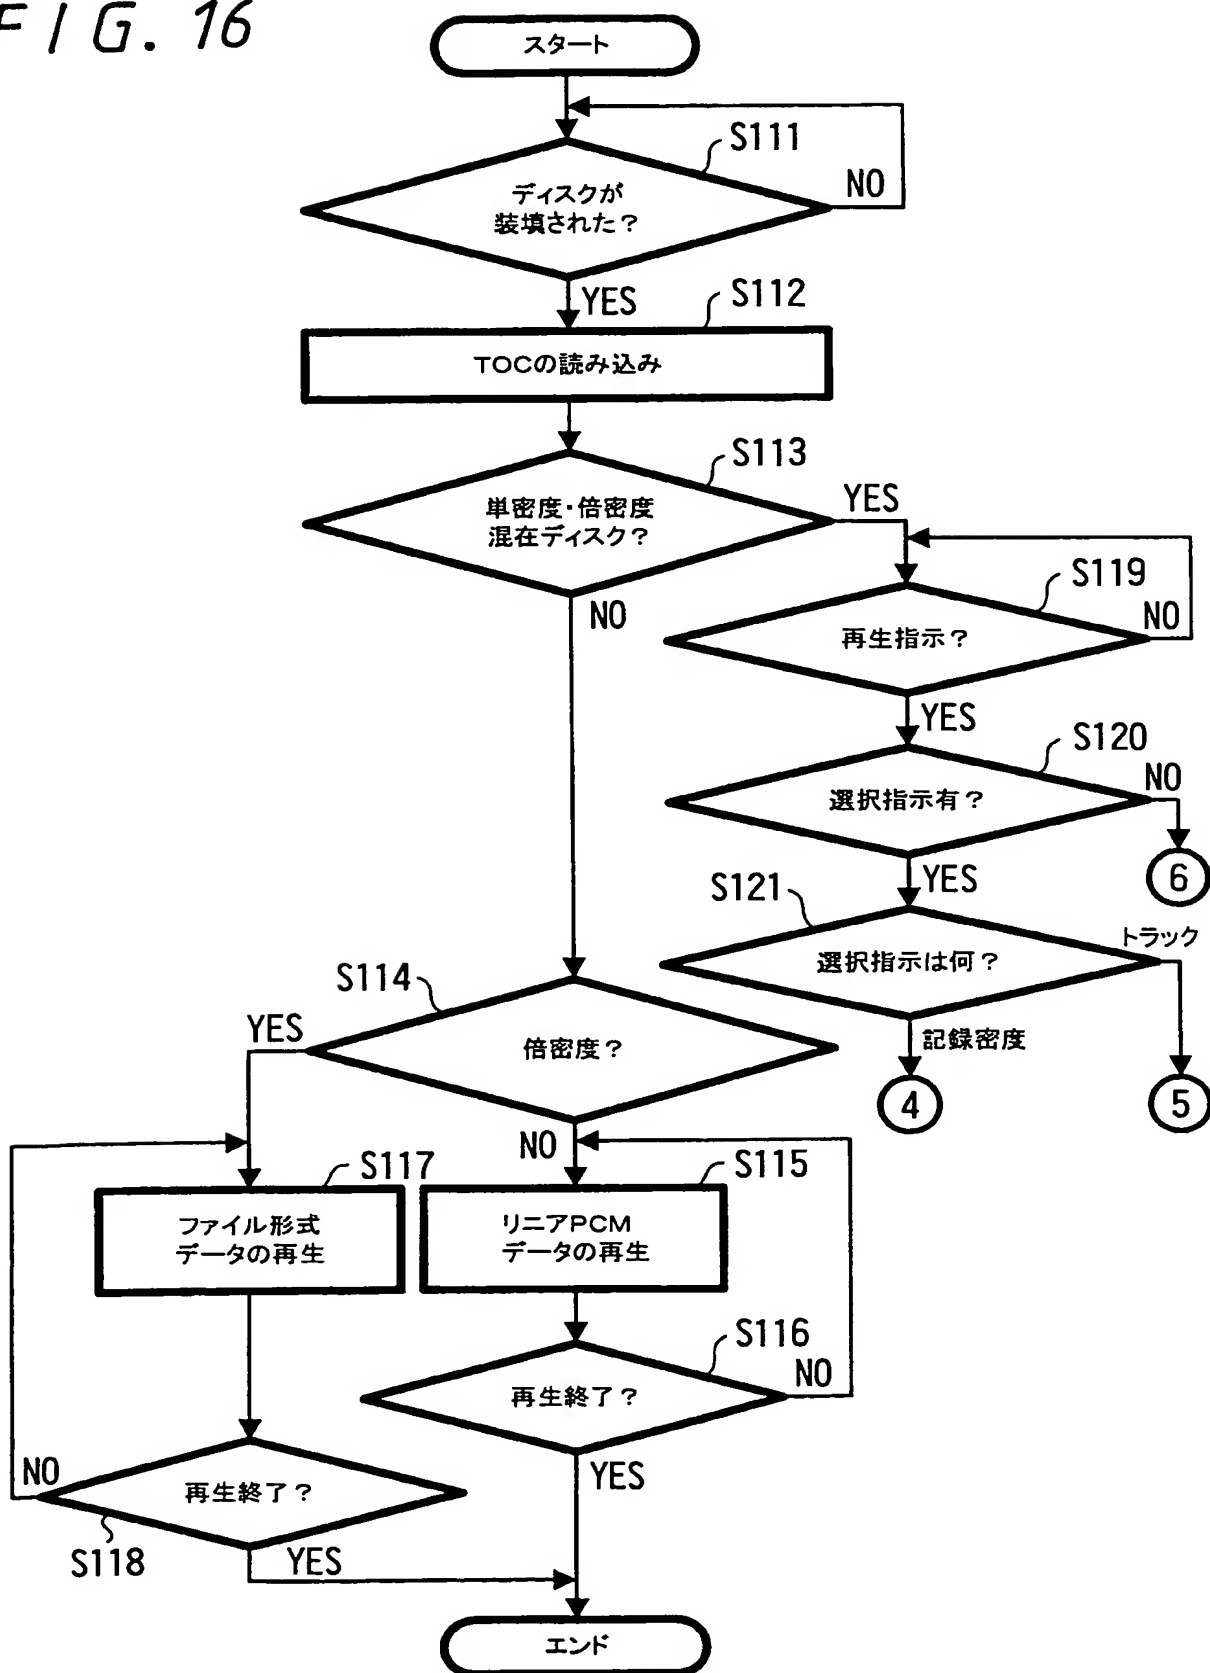 FIG. 16
スタート
S111
ディスクが
装填された？
NO
YES
S112
TOCの読み込み
S113
単密度・倍密度
混在ディスク？
YES
NO
S119
再生指示？
NO
YES
S120
選択指示有？
NO
6
YES
S121
選択指示は何？
トラック
記録密度
4
5
S114
倍密度？
YES
NO
S117
ファイル形式
データの再生
S115
リニアPCM
データの再生
S116
再生終了？
NO
YES
再生終了？
NO
S118
YES
エンド